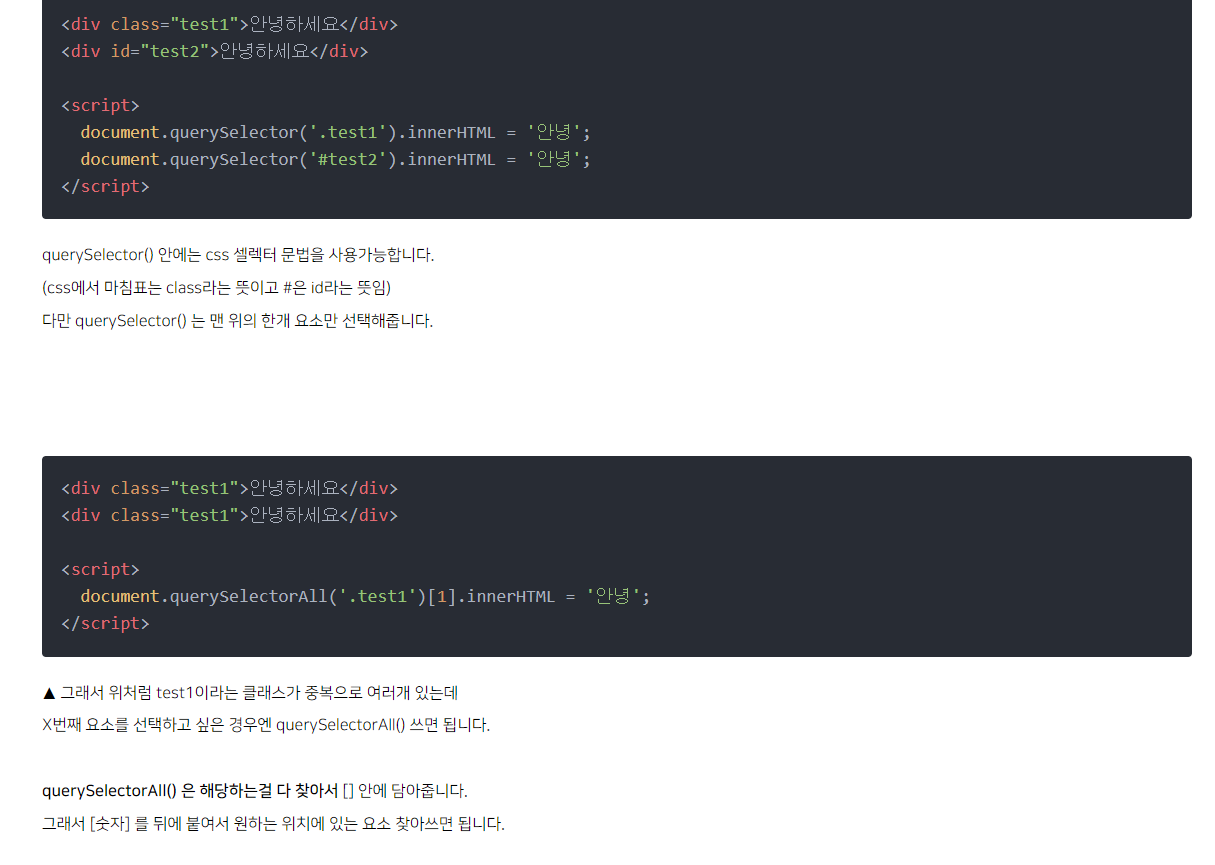 <div class="test1">안녕하세요</div>
<div id="test2">안녕하세요</div>
<script>
  document.querySelector('.test1').innerHTML = '안녕';
  document.querySelector('#test2').innerHTML = '안녕';
</script>
querySelector() 안에는 css 셀렉터 문법을 사용가능합니다.
(css에서 마침표는 class라는 뜻이고 #은 id라는 뜻임)
다만 querySelector() 는 맨 위의 한개 요소만 선택해줍니다.
<div class="test1">안녕하세요</div>
<div class="test1">안녕하세요</div>
<script>
  document.querySelectorAll('.test1')[1].innerHTML = '안녕';
</script>
▲ 그래서 위처럼 test1이라는 클래스가 중복으로 여러개 있는데
X번째 요소를 선택하고 싶은 경우엔 querySelectorAll() 쓰면 됩니다.
querySelectorAll() 은 해당하는걸 다 찾아서 [] 안에 담아줍니다.
그래서 [숫자] 를 뒤에 붙여서 원하는 위치에 있는 요소 찾아쓰면 됩니다.